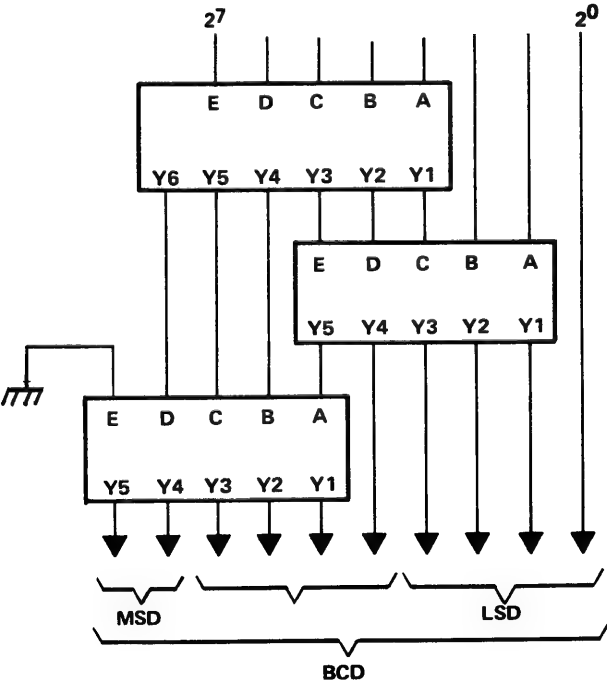 2⁷ 2⁰
E D C B A
Y6 Y5 Y4 Y3 Y2 Y1
E D C B A
Y5 Y4 Y3 Y2 Y1
E D C B A
Y5 Y4 Y3 Y2 Y1
MSD LSD
BCD